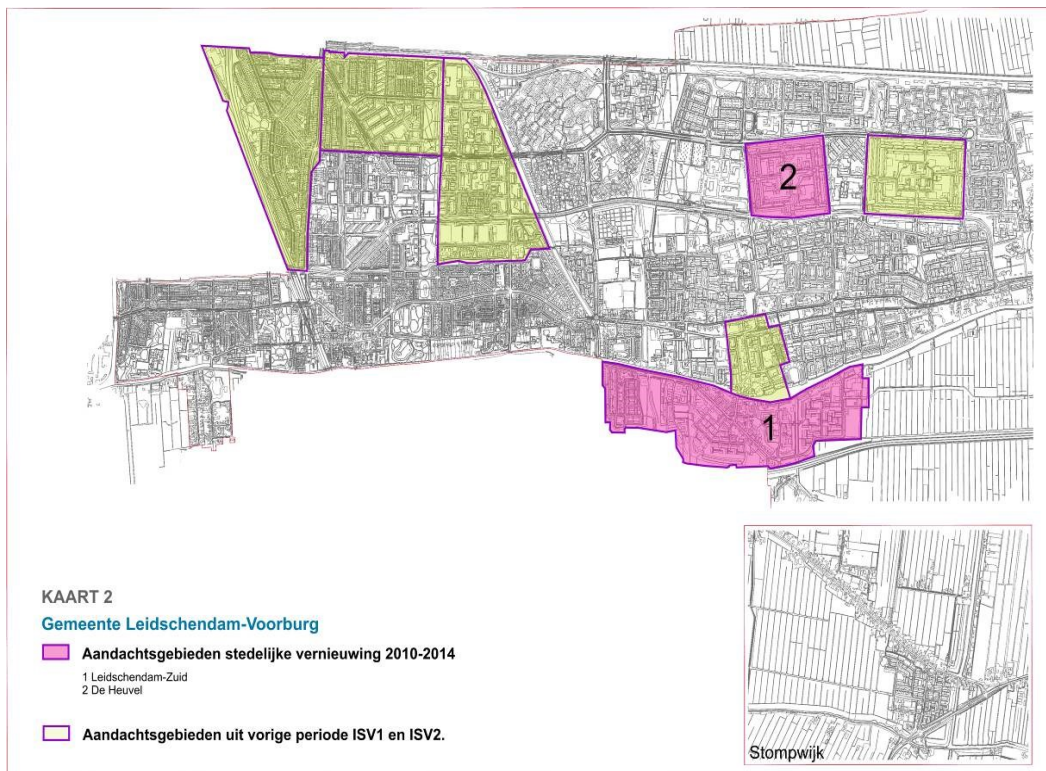 2
1
KAART 2
Gemeente Leidschendam-Voorburg
Aandachtsgebieden stedelijke vernieuwing 2010-2014
1 Leidschendam-Zuid
2 De Heuvel
Aandachtsgebieden uit vorige periode ISV1 en ISV2.
Stompwijk